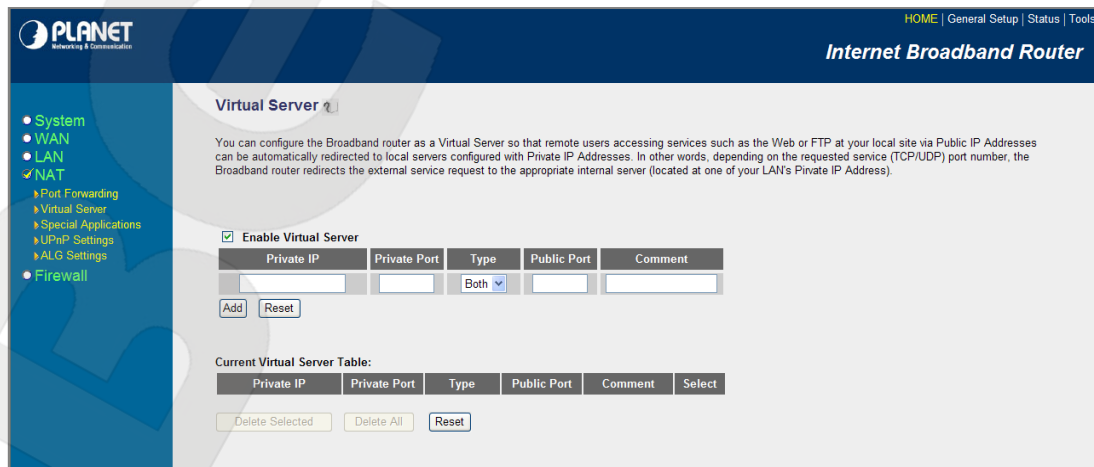 PLANET
Networking & Communication
HOME | General Setup | Status | Tools
Internet Broadband Router
System
WAN
LAN
NAT
Port Forwarding
Virtual Server
Special Applications
UPnP Settings
ALG Settings
Firewall
Virtual Server
You can configure the Broadband router as a Virtual Server so that remote users accessing services such as the Web or FTP at your local site via Public IP Addresses
can be automatically redirected to local servers configured with Private IP Addresses. In other words, depending on the requested service (TCP/UDP) port number, the
Broadband router redirects the external service request to the appropriate internal server (located at one of your LAN's Pivate IP Address).
Enable Virtual Server
Private IP Private Port Type Public Port Comment
Both
Add Reset
Current Virtual Server Table:
Private IP Private Port Type Public Port Comment Select
Delete Selected Delete All Reset